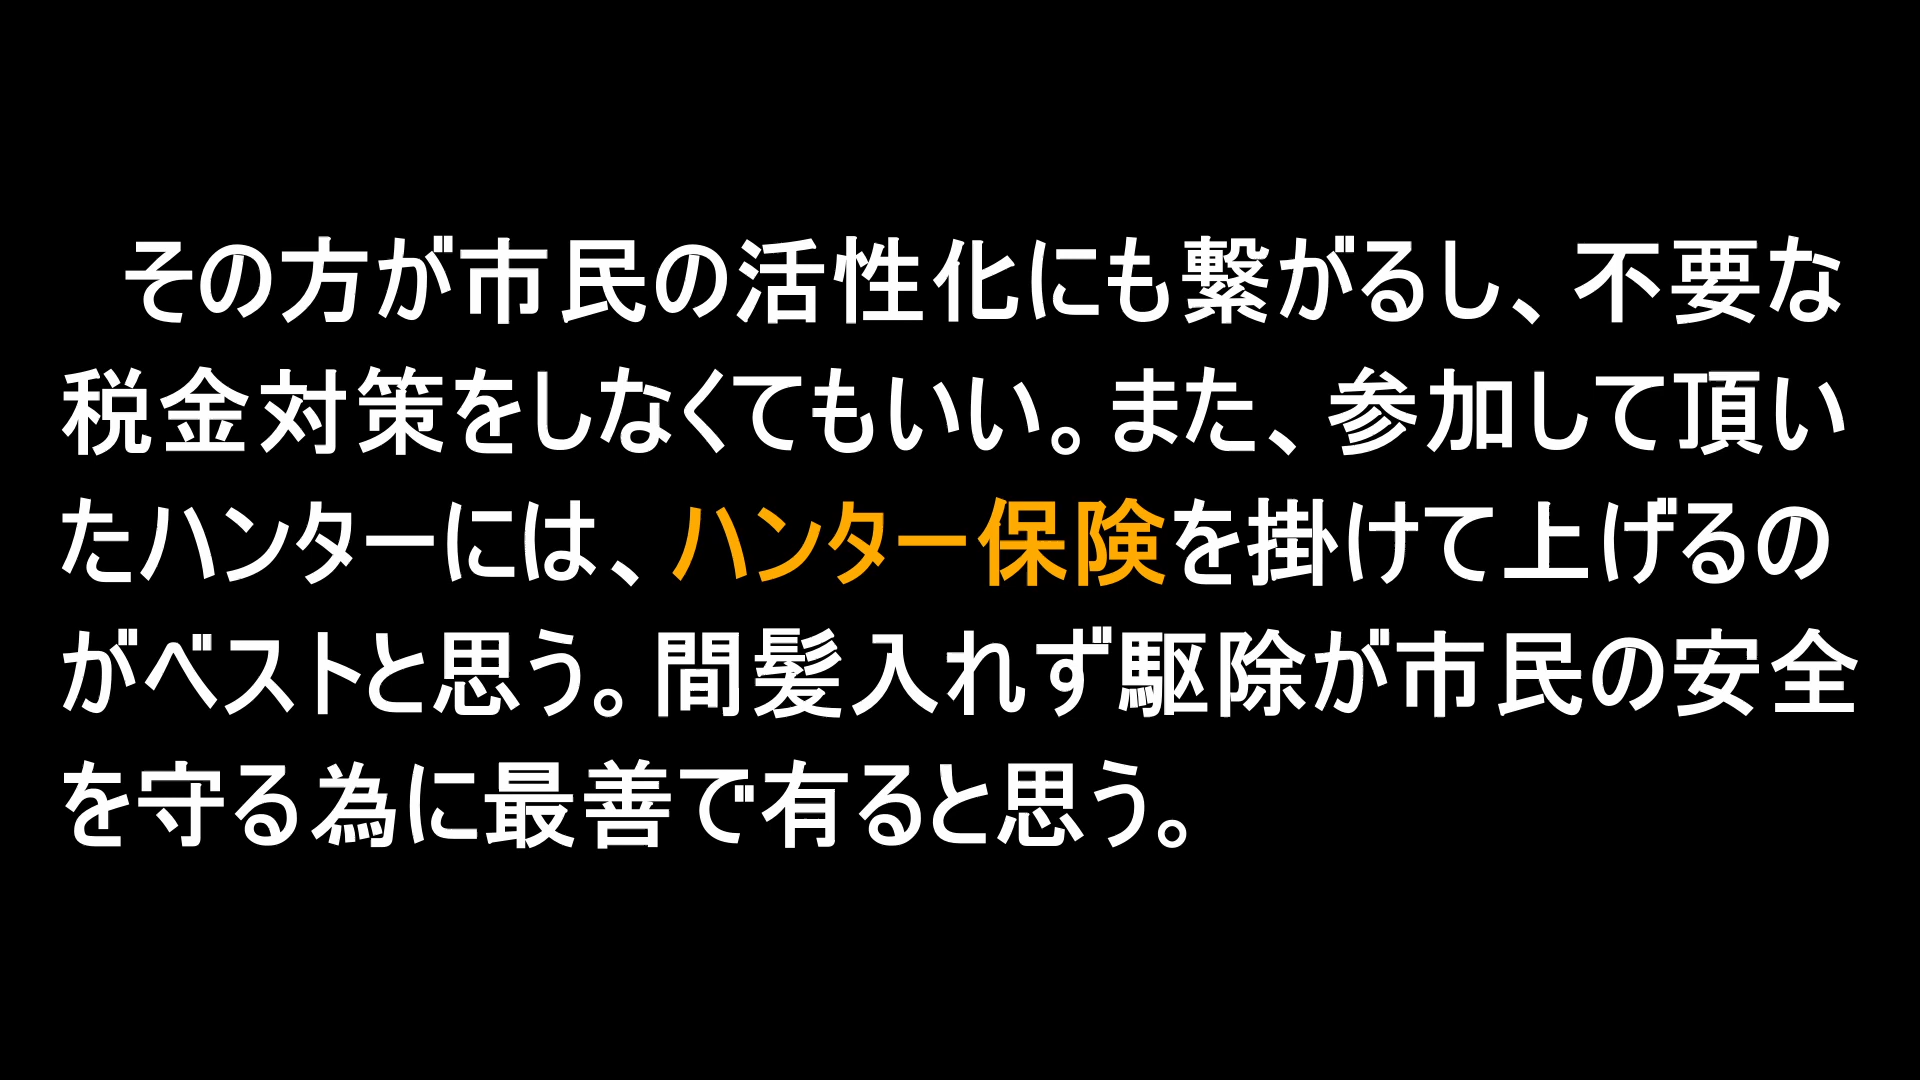 その方が市民の活性化にも繋がるし、不要な
税金対策をしなくてもいい。また、参加して頂い
たハンターには、ハンター保険を掛けて上げるの
がベストと思う。間髪入れず駆除が市民の安全
を守る為に最善で有ると思う。